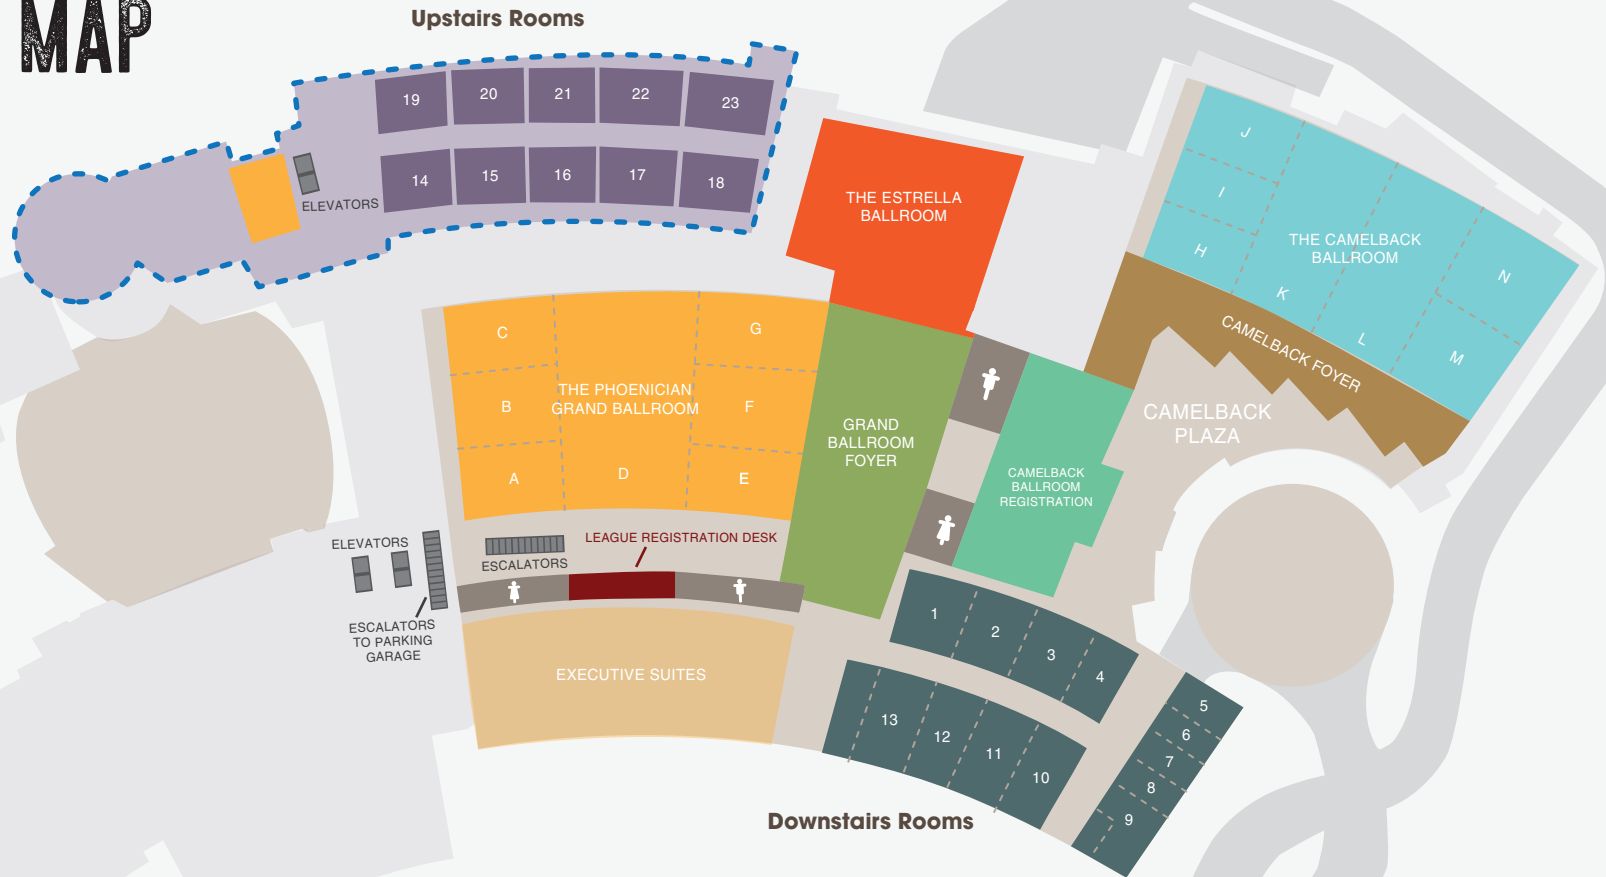 MAP
Upstairs Rooms
19
20
21
22
23
14
15
16
17
18
ELEVATORS
THE ESTRELLA
BALLROOM
J
I
H
THE CAMELBACK
BALLROOM
K
L
N
M
CAMELBACK FOYER
CAMELBACK
PLAZA
C
G
THE PHOENICIAN
GRAND BALLROOM
B
F
A
D
E
GRAND
BALLROOM
FOYER
CAMELBACK
BALLROOM
REGISTRATION
ELEVATORS
ESCALATORS
LEAGUE REGISTRATION DESK
ESCALATORS
TO PARKING
GARAGE
EXECUTIVE SUITES
1
2
3
4
13
12
11
10
5
6
7
8
9
Downstairs Rooms